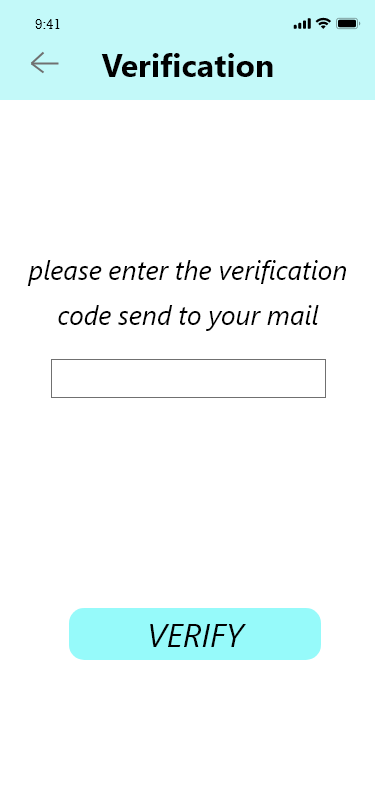 9:41
Verification
please enter the verification
code send to your mail
VERIFY